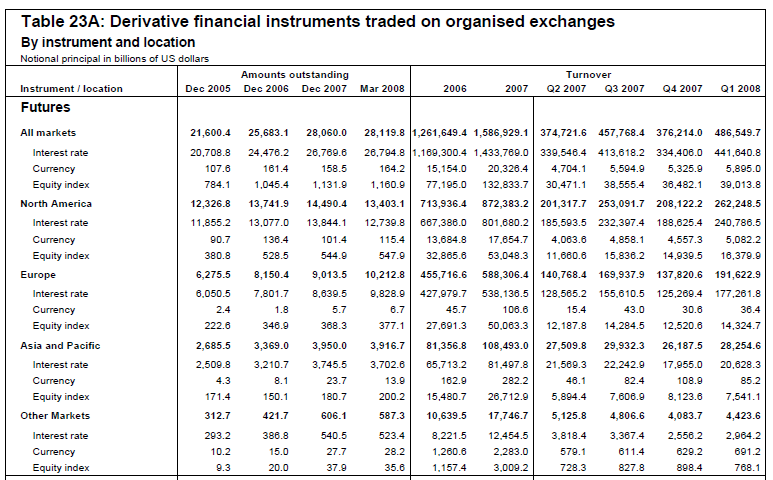 Table 23A: Derivative financial instruments traded on organised exchanges
By instrument and location
Notional principal in billions of US dollars
Amounts outstanding Turnover
Instrument / location Dec 2005 Dec 2006 Dec 2007 Mar 2008 2006 2007 Q2 2007 Q3 2007 Q4 2007 Q1 2008
Futures
All markets 21,600.4 25,683.1 28,060.0 28,119.8 1,261,649.4 1,586,929.1 374,721.6 457,768.4 376,214.0 486,549.7
Interest rate 20,708.8 24,476.2 26,769.6 26,794.8 1,169,300.4 1,433,769.0 339,546.4 413,618.2 334,406.0 441,640.8
Currency 107.6 161.4 158.5 164.2 15,154.0 20,326.4 4,704.1 5,594.9 5,325.9 5,895.0
Equity index 784.1 1,045.4 1,131.9 1,160.9 77,195.0 132,833.7 30,471.1 38,555.4 36,482.1 39,013.8
North America 12,326.8 13,741.9 14,490.4 13,403.1 713,936.4 872,383.2 201,317.7 253,091.7 208,122.2 262,248.5
Interest rate 11,855.2 13,077.0 13,844.1 12,739.8 667,386.0 801,680.2 185,593.5 232,397.4 188,625.4 240,786.5
Currency 90.7 136.4 101.4 115.4 13,684.8 17,654.7 4,063.6 4,858.1 4,557.3 5,082.2
Equity index 380.8 528.5 544.9 547.9 32,865.6 53,048.3 11,660.6 15,836.2 14,939.5 16,379.9
Europe 6,275.5 8,150.4 9,013.5 10,212.8 455,716.6 588,306.4 140,768.4 169,937.9 137,820.6 191,622.9
Interest rate 6,050.5 7,801.7 8,639.5 9,828.9 427,979.7 538,136.5 128,565.2 155,610.5 125,269.4 177,261.8
Currency 2.4 1.8 5.7 6.7 45.7 106.6 15.4 43.0 30.6 36.4
Equity index 222.6 346.9 368.3 377.1 27,691.3 50,063.3 12,187.8 14,284.5 12,520.6 14,324.7
Asia and Pacific 2,685.5 3,369.0 3,950.0 3,916.7 81,356.8 108,493.0 27,509.8 29,932.3 26,187.5 28,254.6
Interest rate 2,509.8 3,210.7 3,745.5 3,702.6 65,713.2 81,497.8 21,569.3 22,242.9 17,955.0 20,628.3
Currency 4.3 8.1 23.7 13.9 162.9 282.2 46.1 82.4 108.9 85.2
Equity index 171.4 150.1 180.7 200.2 15,480.7 26,712.9 5,894.4 7,606.9 8,123.6 7,541.1
Other Markets 312.7 421.7 606.1 587.3 10,639.5 17,746.7 5,125.8 4,806.6 4,083.7 4,423.6
Interest rate 293.2 386.8 540.5 523.4 8,221.5 12,454.5 3,818.4 3,367.4 2,556.2 2,964.2
Currency 10.2 15.0 27.7 28.2 1,260.6 2,283.0 579.1 611.4 629.2 691.2
Equity index 9.3 20.0 37.9 35.6 1,157.4 3,009.2 728.3 827.8 898.4 768.1